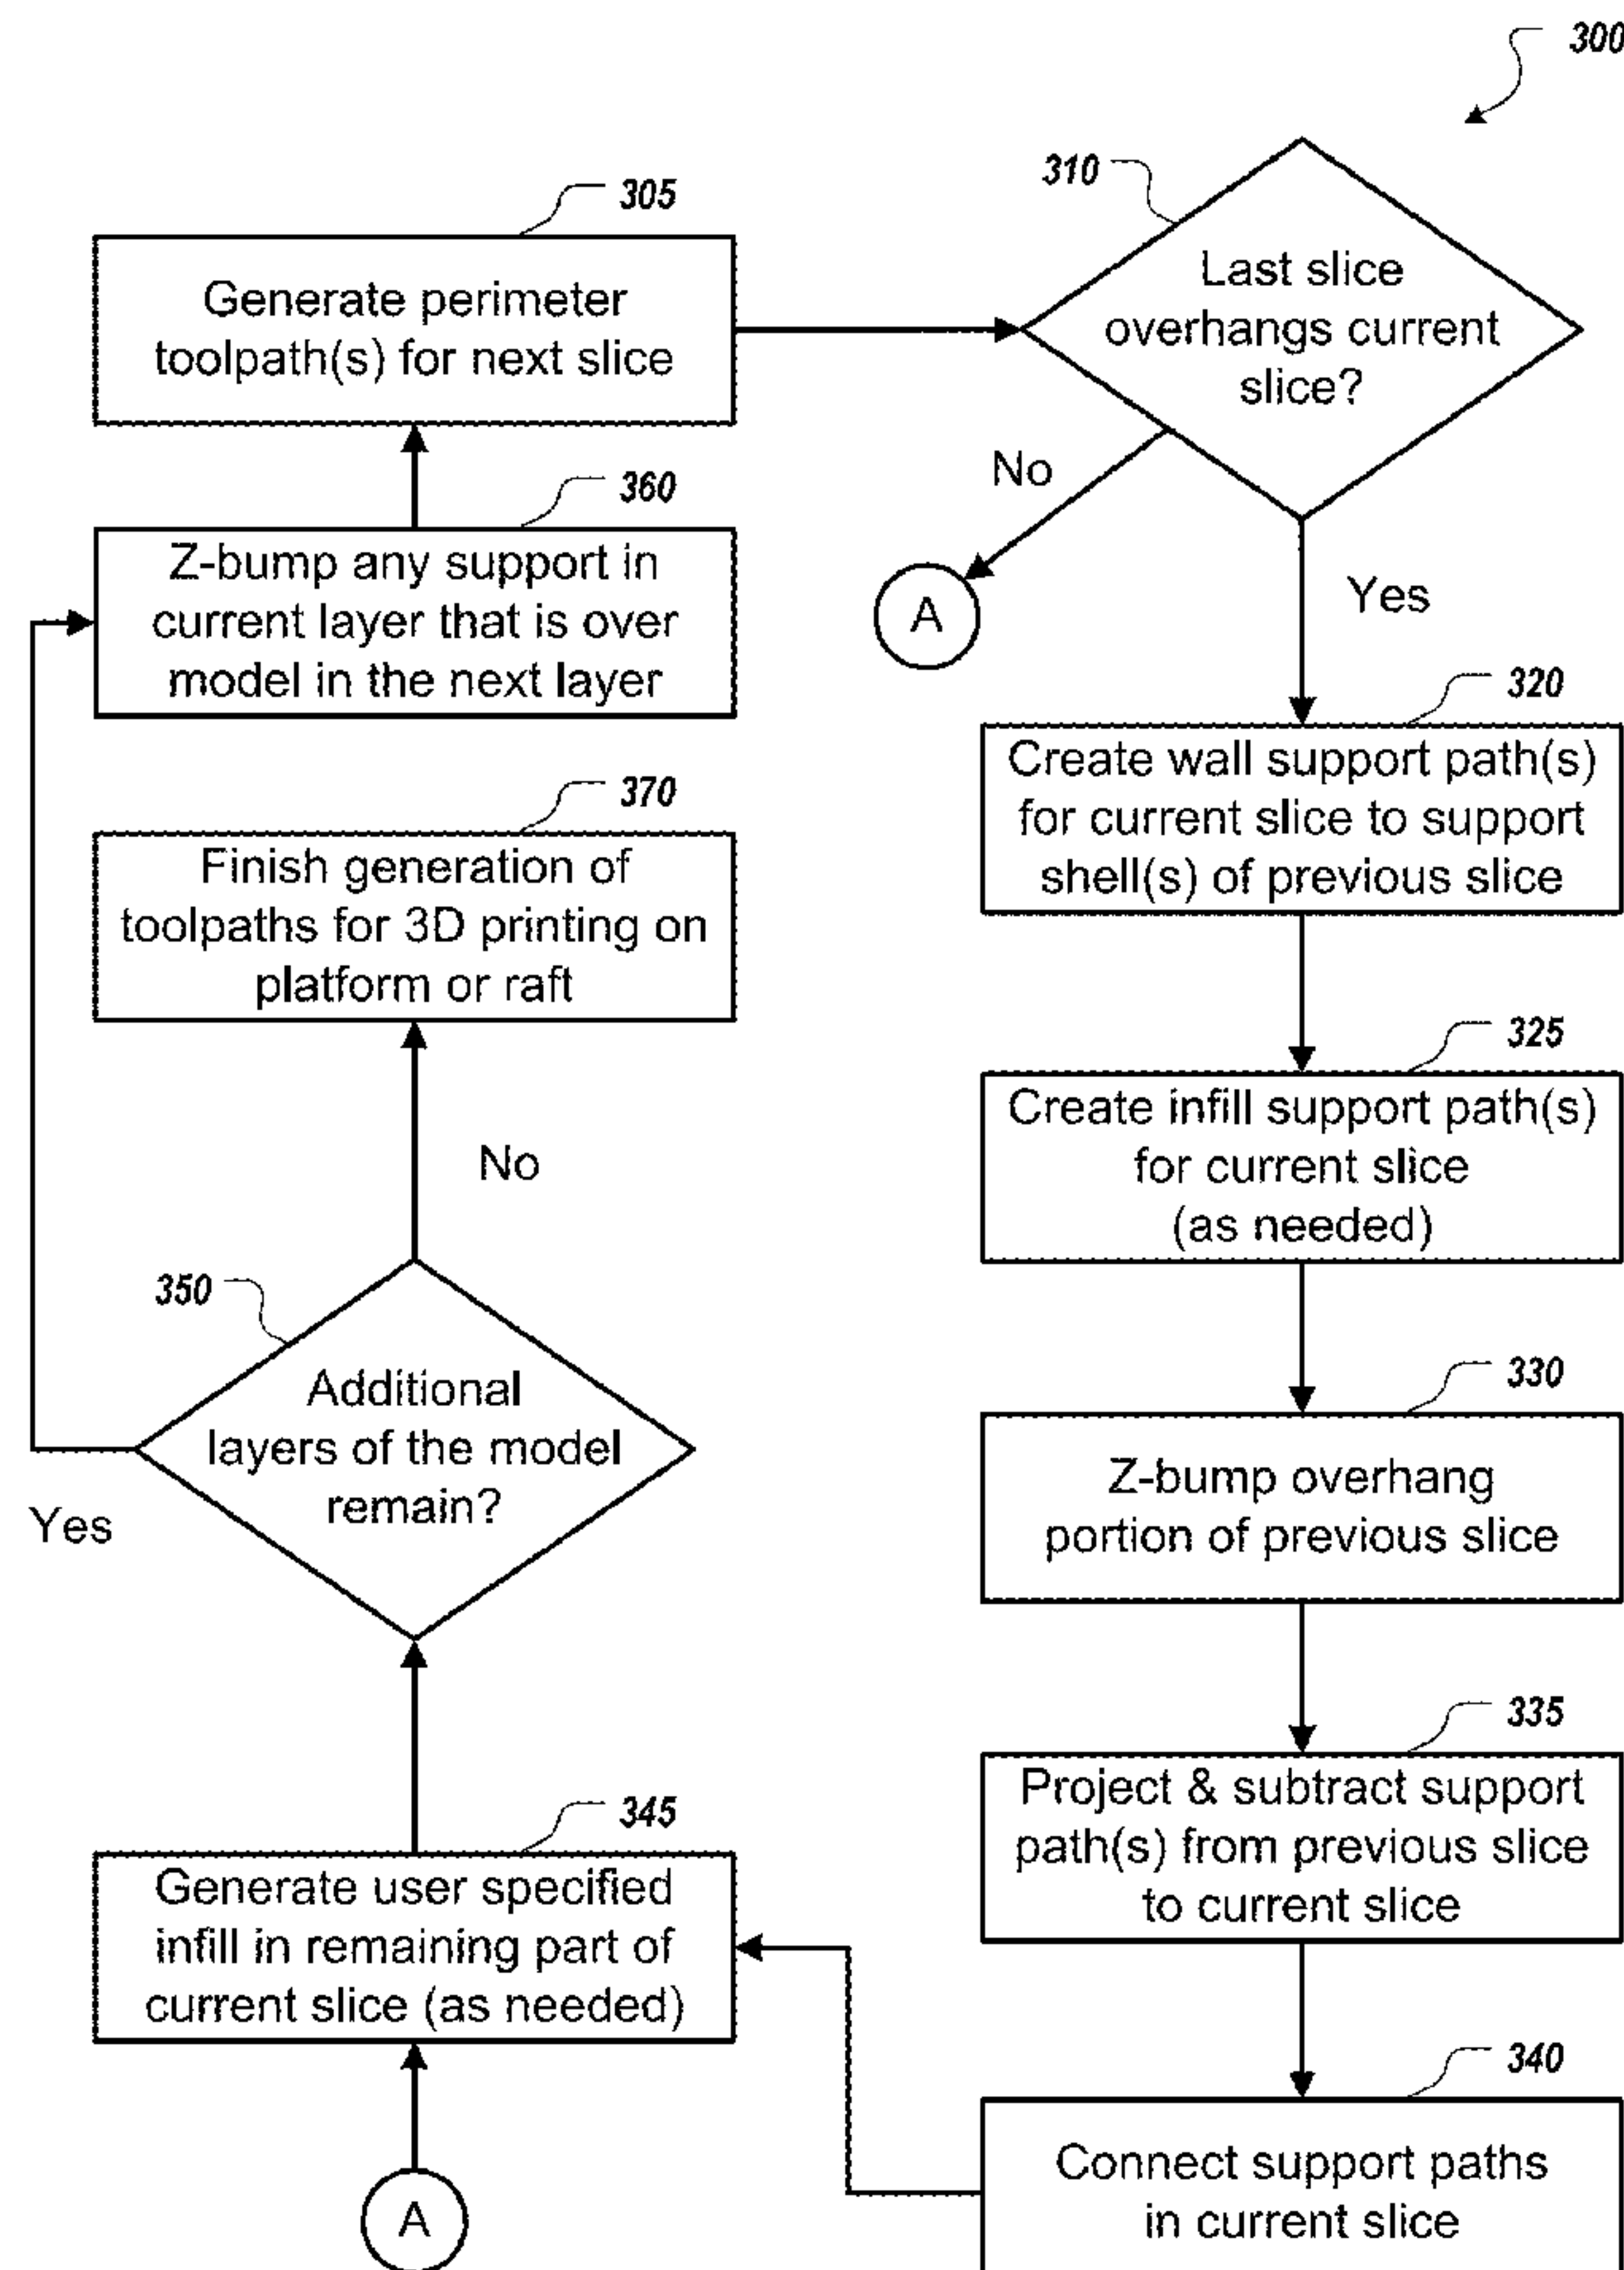 300
305
Generate perimeter
toolpath(s) for next slice
310
Last slice
overhangs current
slice?
No
A
Yes
320
Create wall support path(s)
for current slice to support
shell(s) of previous slice
325
Create infill support path(s)
for current slice
(as needed)
330
Z-bump overhang
portion of previous slice
335
Project & subtract support
path(s) from previous slice
to current slice
340
Connect support paths
in current slice
A
345
Generate user specified
infill in remaining part of
current slice (as needed)
350
Additional
layers of the model
remain?
Yes
No
360
Z-bump any support in
current layer that is over
model in the next layer
370
Finish generation of
toolpaths for 3D printing on
platform or raft